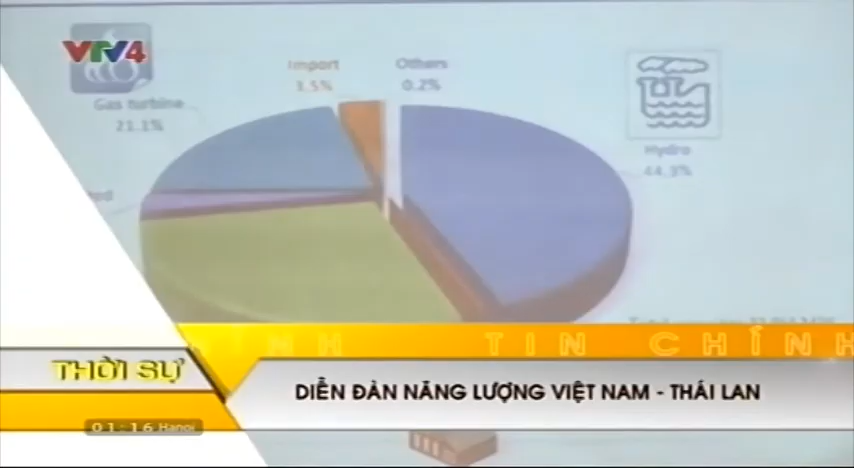 VTV4
Import
3.5%
Others
0.2%
Gas turbine
21.1%
Hydro
44.3%
TIN CHÍNH
THỜI SỰ
DIỄN ĐÀN NĂNG LƯỢNG VIỆT NAM - THÁI LAN
01:16 Hanoi